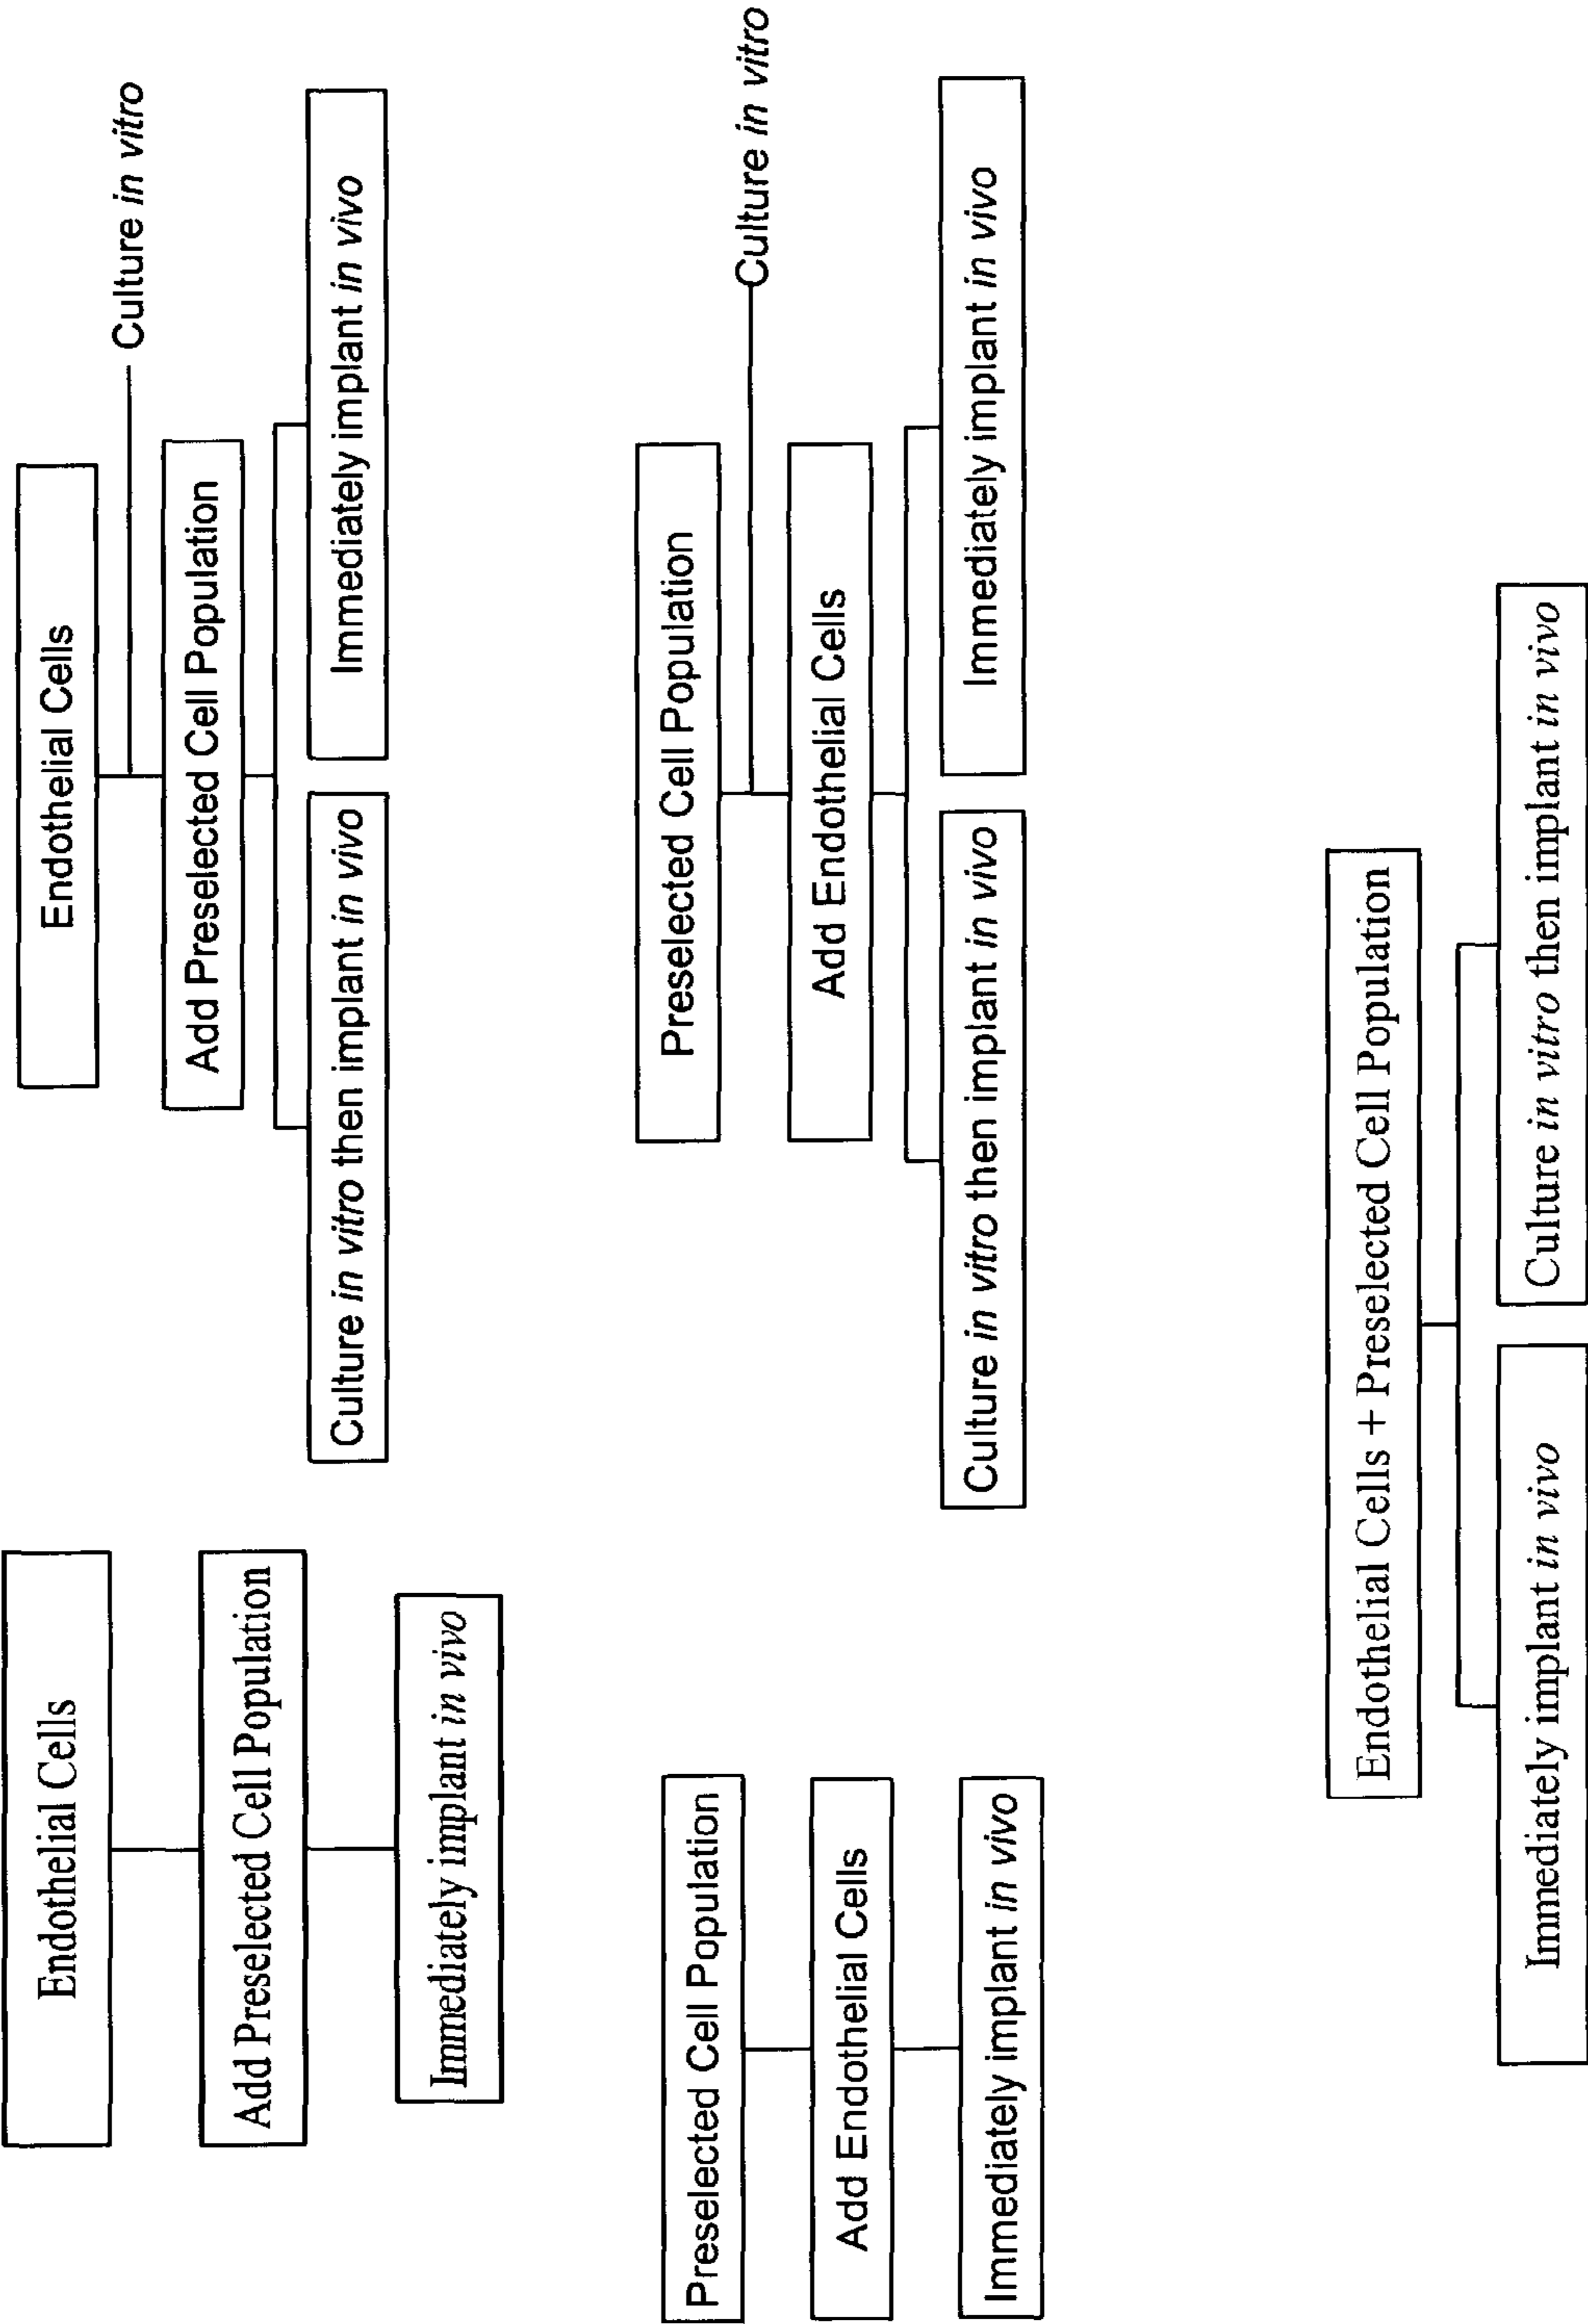 Endothelial Cells
Add Preselected Cell Population
Immediately implant in vivo
Endothelial Cells
Culture in vitro
Add Preselected Cell Population
Culture in vitro then implant in vivo
Immediately implant in vivo
Preselected Cell Population
Add Endothelial Cells
Immediately implant in vivo
Preselected Cell Population
Culture in vitro
Add Endothelial Cells
Culture in vitro then implant in vivo
Immediately implant in vivo
Endothelial Cells + Preselected Cell Population
Immediately implant in vivo
Culture in vitro then implant in vivo